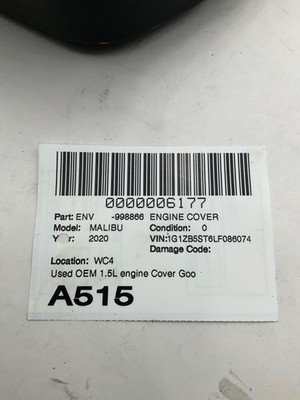 0000006177
Part: ENV -998866 ENGINE COVER
Model: MALIBU Condition: 0
Year: 2020 VIN:1G1ZB5ST6LF086074
Damage Code:
Location: WC4
Used OEM 1.5L engine Cover Goo
A515